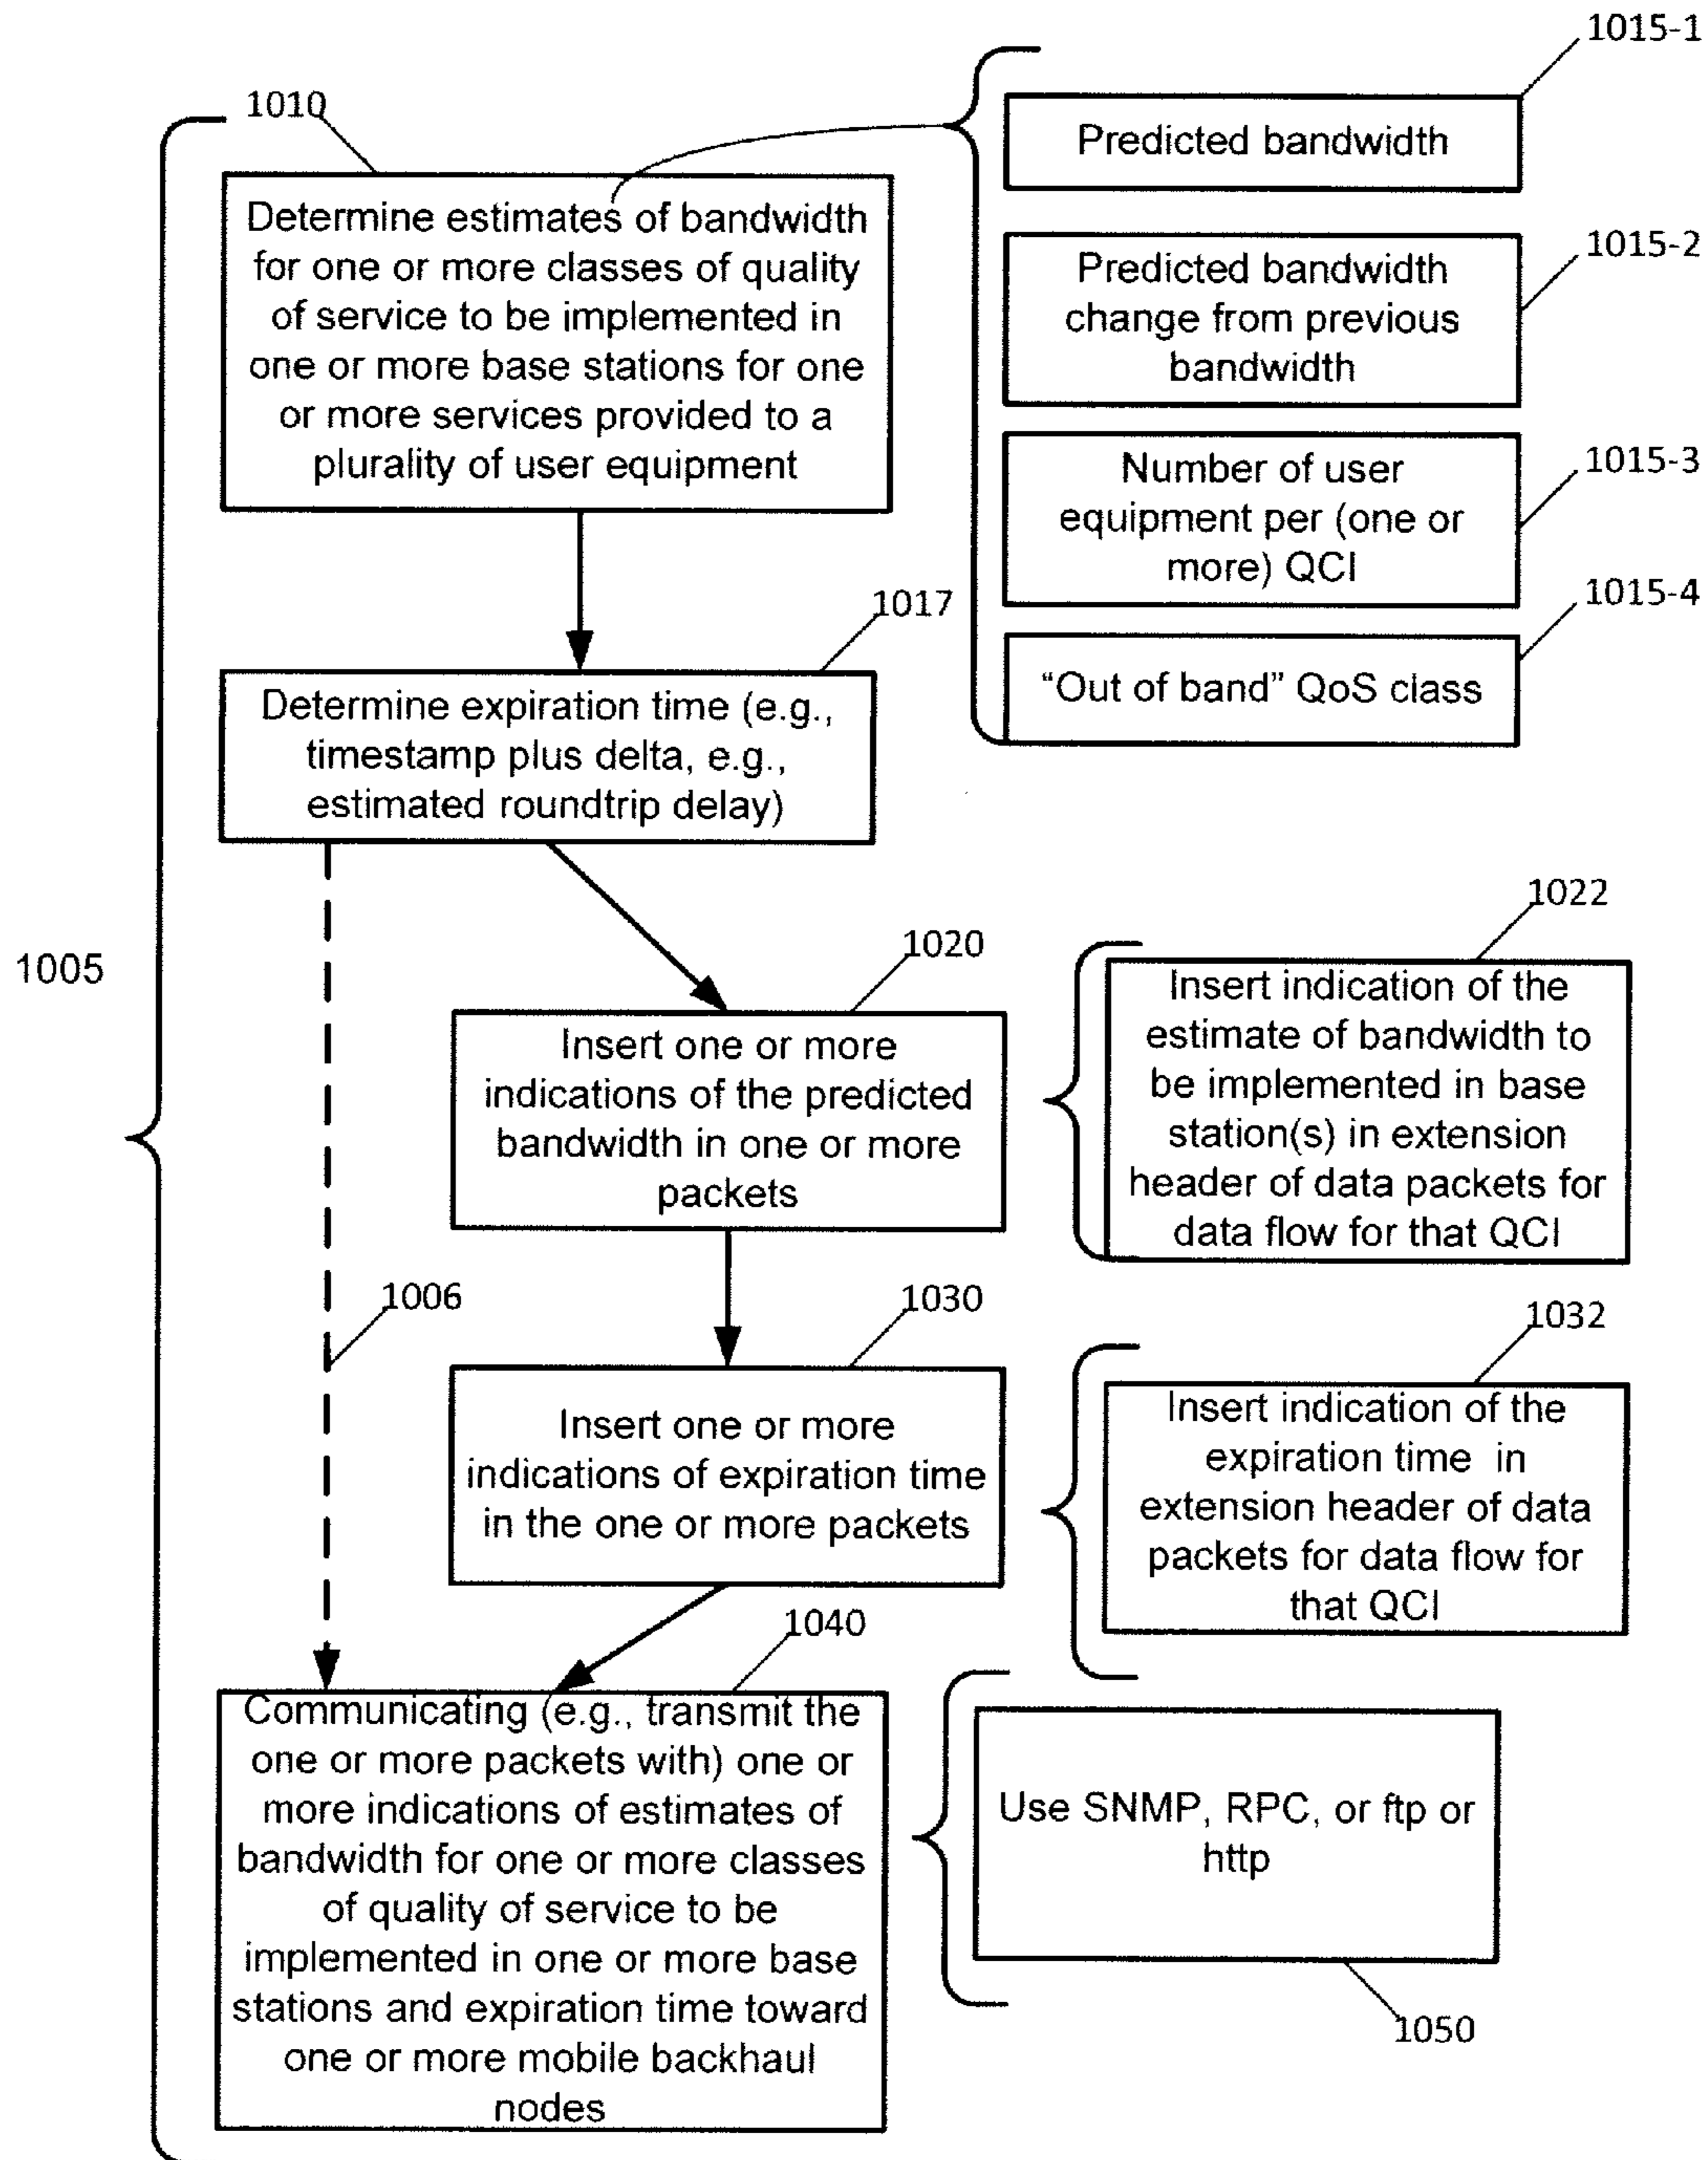 1015-1
1010
Predicted bandwidth
Determine estimates of bandwidth
for one or more classes of quality
of service to be implemented in
one or more base stations for one
or more services provided to a
plurality of user equipment
1015-2
Predicted bandwidth
change from previous
bandwidth
1015-3
Number of user
equipment per (one or
more) QCI
1015-4
“Out of band” QoS class
1017
Determine expiration time (e.g.,
timestamp plus delta, e.g.,
estimated roundtrip delay)
1005
1020
Insert one or more
indications of the predicted
bandwidth in one or more
packets
1022
Insert indication of the
estimate of bandwidth to
be implemented in base
station(s) in extension
header of data packets for
data flow for that QCI
1006
1030
Insert one or more
indications of expiration time
in the one or more packets
1032
Insert indication of the
expiration time in
extension header of data
packets for data flow for
that QCI
1040
Communicating (e.g., transmit the
one or more packets with) one or
more indications of estimates of
bandwidth for one or more classes
of quality of service to be
implemented in one or more base
stations and expiration time toward
one or more mobile backhaul
nodes
Use SNMP, RPC, or ftp or
http
1050